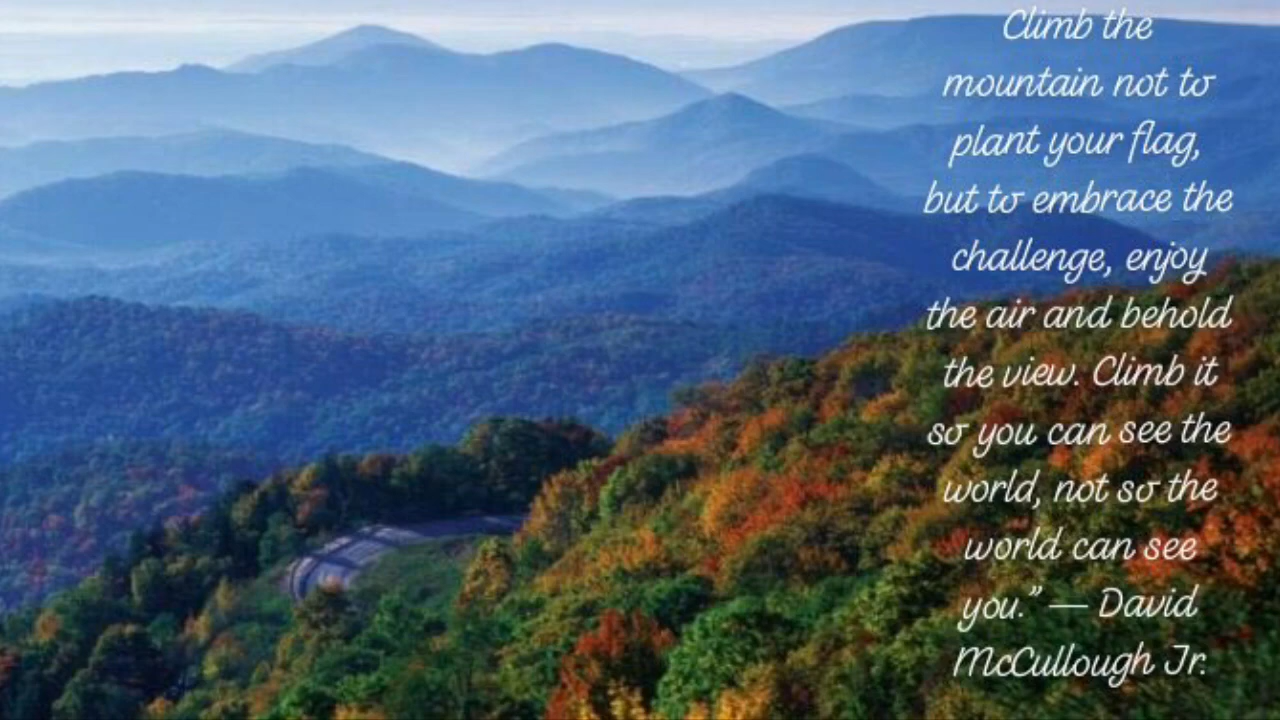 Climb the
mountain not to
plant your flag,
but to embrace the
challenge, enjoy
the air and behold
the view. Climb it
so you can see the
world, not so the
world can see
you.” — David
McCullough Jr.